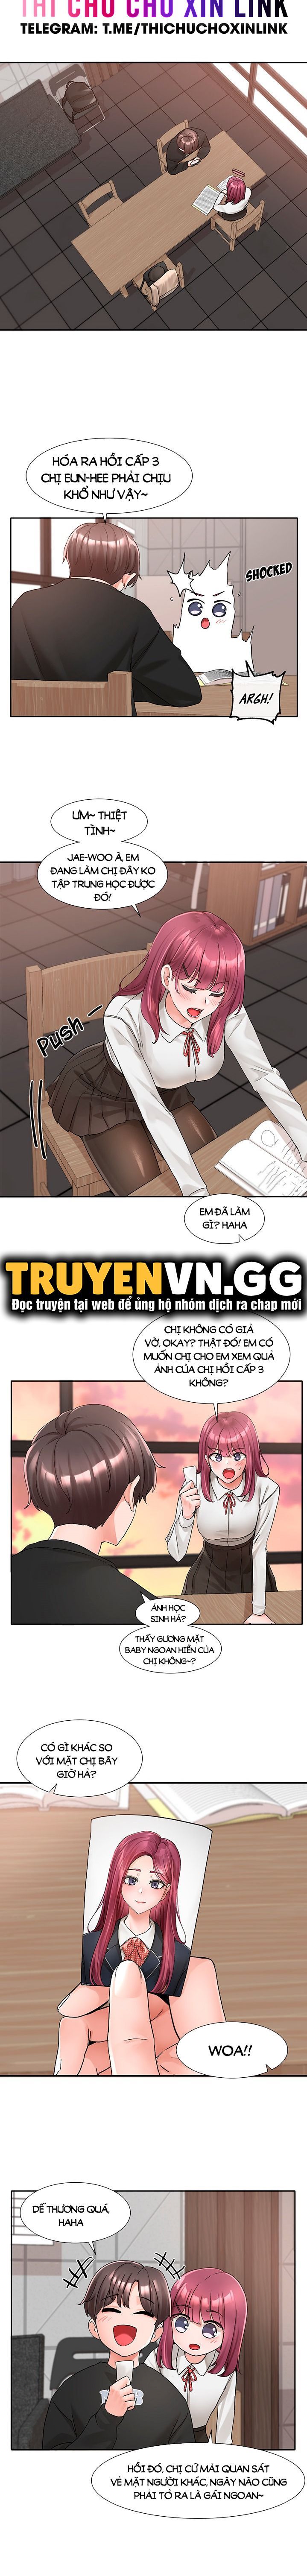 THI CHU CHO XIN LINK
TELEGRAM: T.ME/THICHUCHOXINLINK
HÓA RA HỒI CẤP 3
CHỊ EUN-HEE PHẢI CHỊU
KHỔ NHƯ VẬY~
SHOCKED
ARGH!
ƯM~ THIỆT
TÌNH~
JAE-WOO À, EM
ĐANG LÀM CHỊ ĐÂY KO
TẬP TRUNG HỌC ĐƯỢC
ĐÓ!
PUSH
EM ĐÃ LÀM
GÌ? HAHA
TRUYENVN.GG
Đọc truyện tại web để ủng hộ nhóm dịch ra chap mới
CHỊ KHÔNG CÓ GIẢ
VỜ, OKAY? THẬT ĐÓ! EM CÓ
MUỐN CHỊ CHO EM XEM QUẢ
ẢNH CỦA CHỊ HỒI CẤP 3
KHÔNG?
ẢNH HỌC
SINH HẢ?
THẤY GƯƠNG MẶT
BABY NGOAN HIỀN CỦA
CHỊ KHÔNG~?
CÓ GÌ KHÁC SO
VỚI MẶT CHỊ BÂY
GIỜ HẢ?
WOA!!
DỄ THƯƠNG QUÁ,
HAHA
HỒI ĐÓ, CHỊ CỨ MẢI QUAN SÁT
VẺ MẶT NGƯỜI KHÁC, NGÀY NÀO CŨNG
PHẢI TỎ RA LÀ GÁI NGOAN~